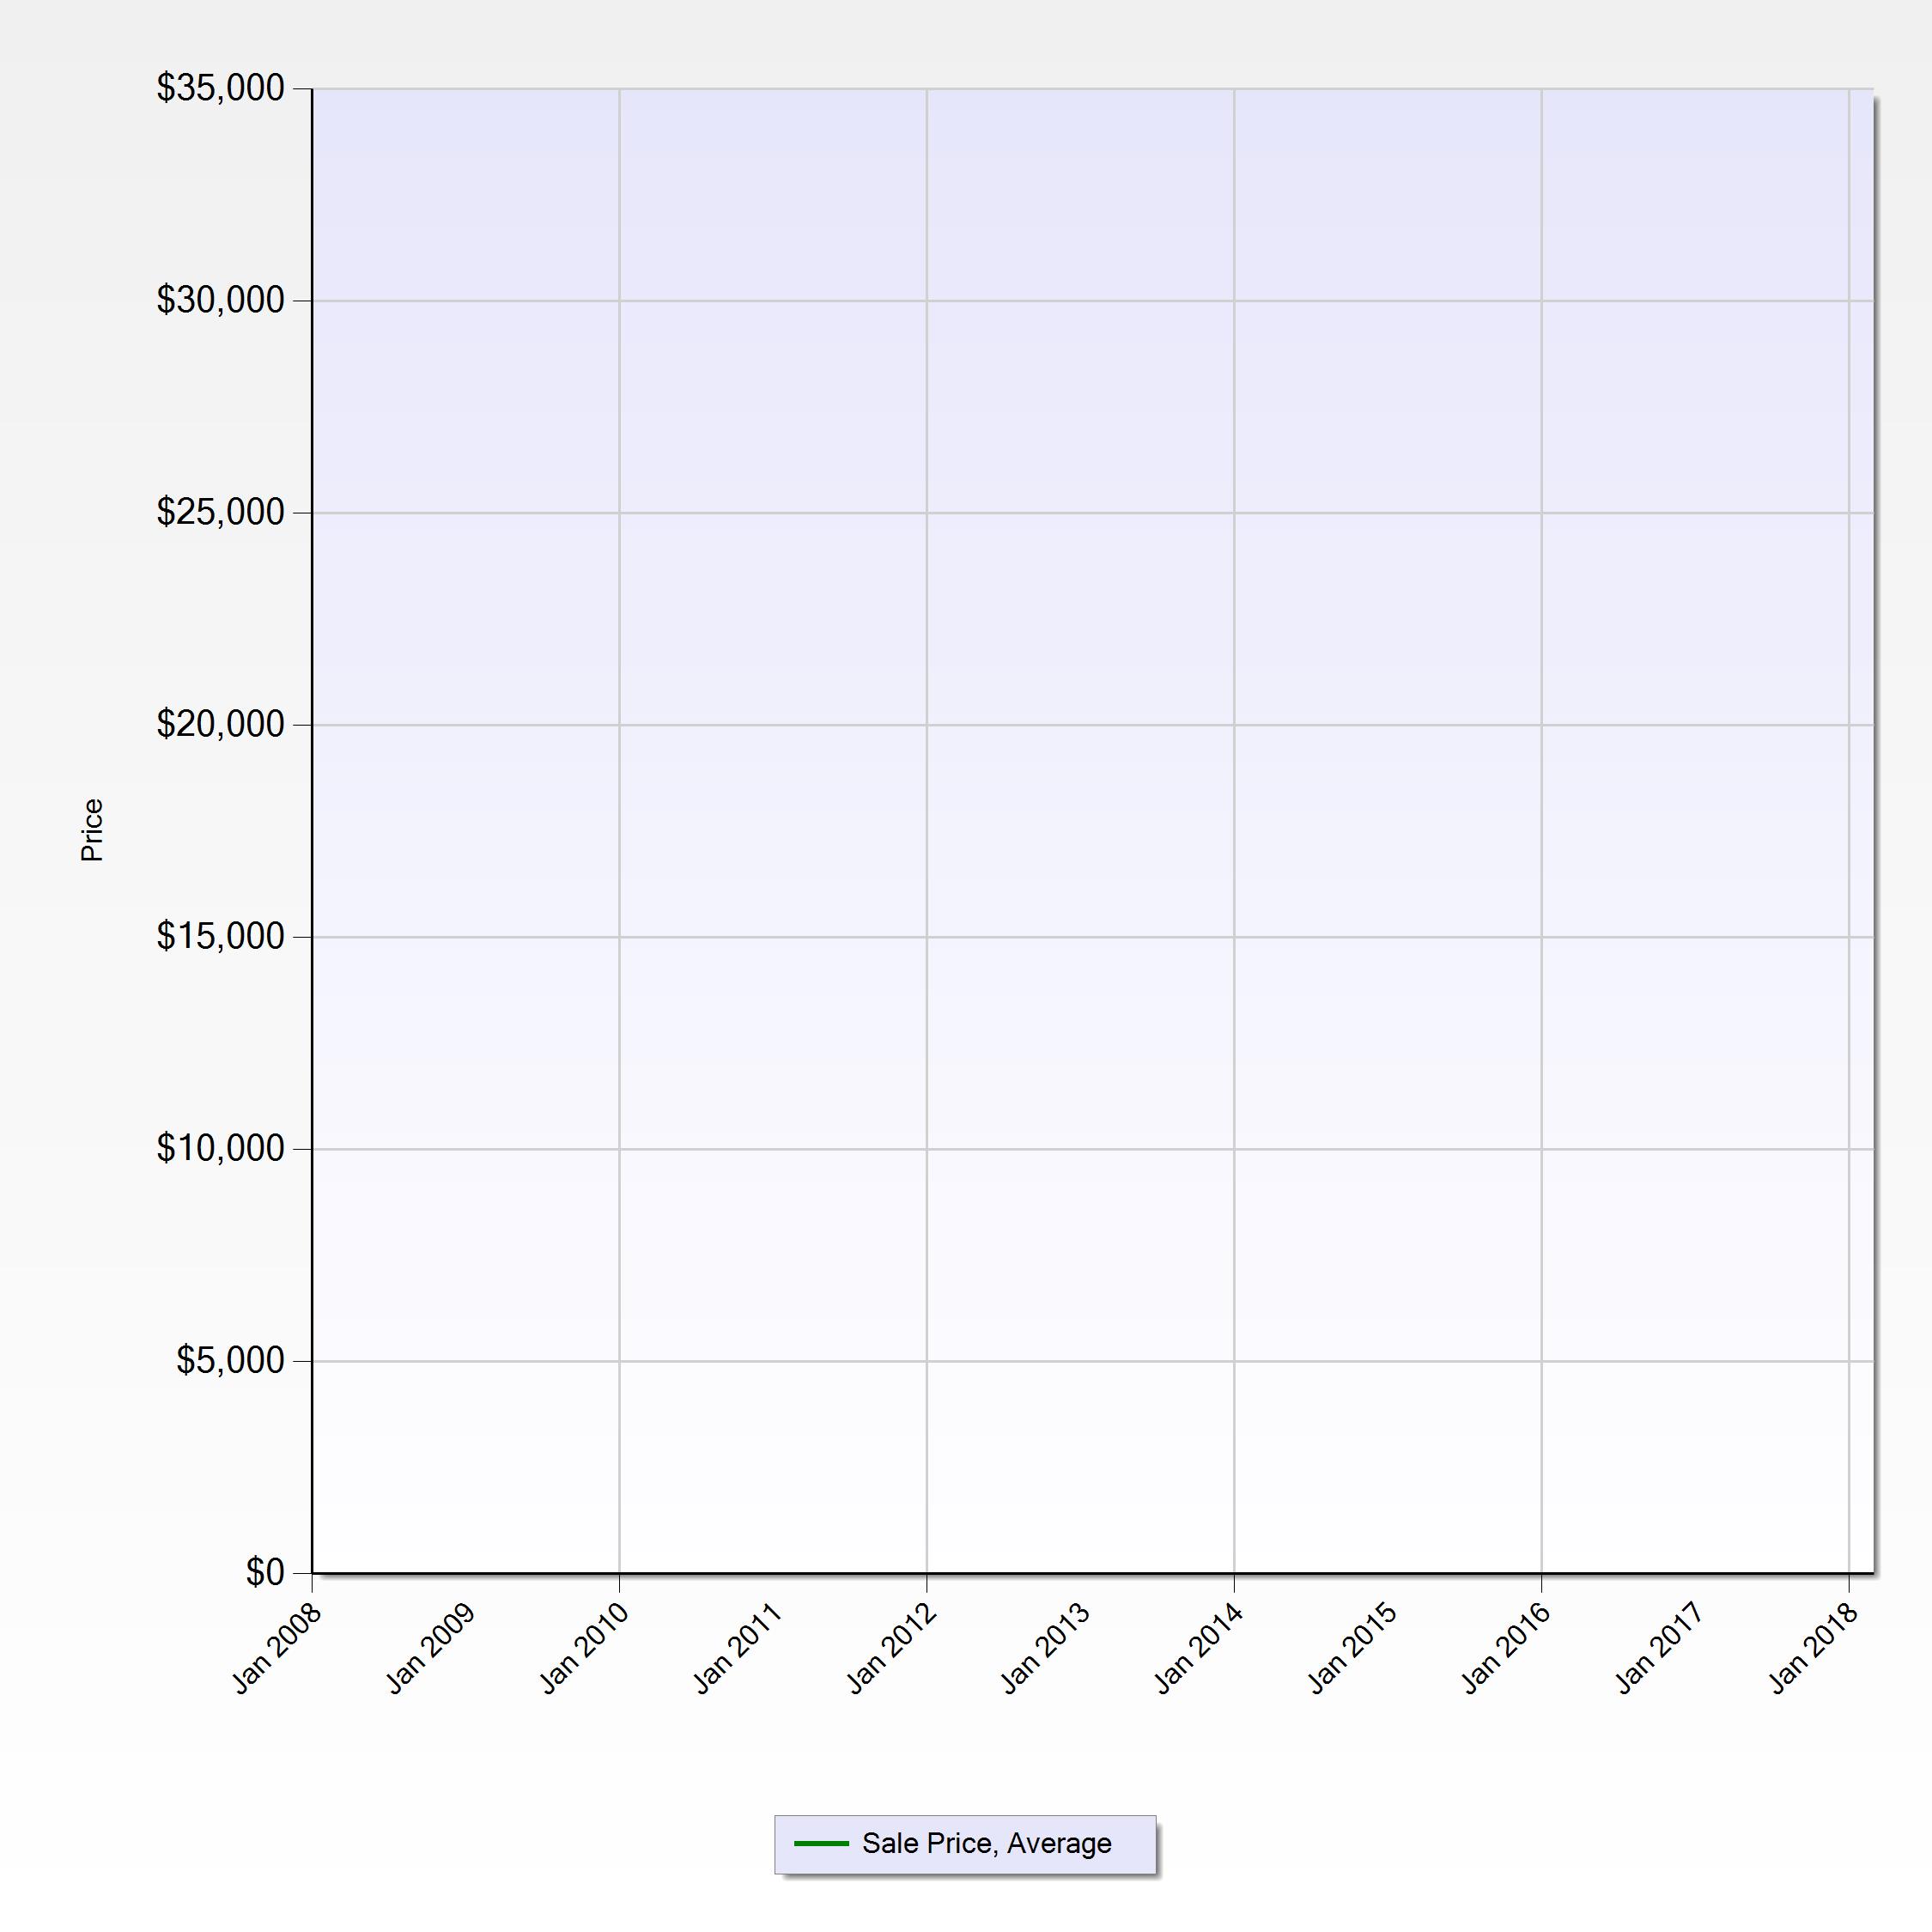 $35,000
$30,000
$25,000
$20,000
$15,000
$10,000
$5,000
$0
Price
Jan 2008
Jan 2009
Jan 2010
Jan 2011
Jan 2012
Jan 2013
Jan 2014
Jan 2015
Jan 2016
Jan 2017
Jan 2018
Sale Price, Average